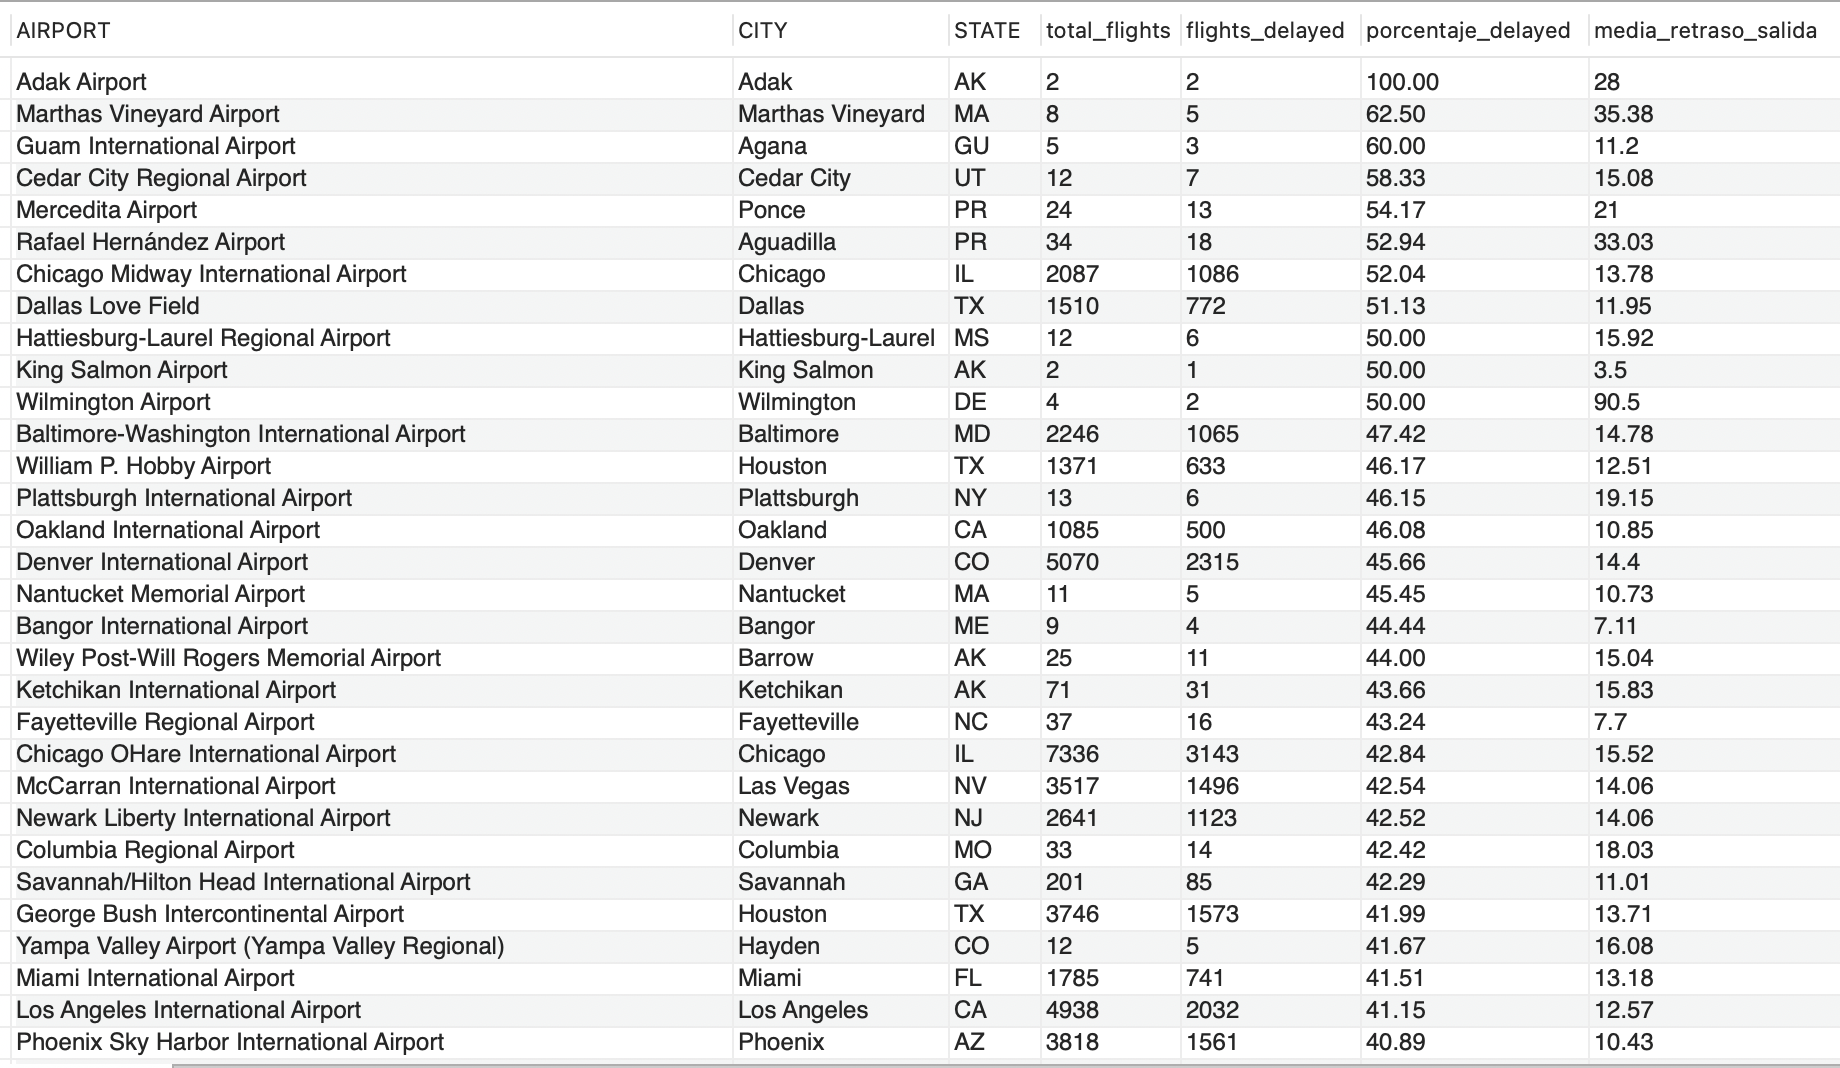 AIRPORT CITY STATE total_flights flights_delayed porcentaje_delayed media_retraso_salida
Adak Airport Adak AK 2 2 100.00 28
Marthas Vineyard Airport Marthas Vineyard MA 8 5 62.50 35.38
Guam International Airport Agana GU 5 3 60.00 11.2
Cedar City Regional Airport Cedar City UT 12 7 58.33 15.08
Mercedita Airport Ponce PR 24 13 54.17 21
Rafael Hernández Airport Aguadilla PR 34 18 52.94 33.03
Chicago Midway International Airport Chicago IL 2087 1086 52.04 13.78
Dallas Love Field Dallas TX 1510 772 51.13 11.95
Hattiesburg-Laurel Regional Airport Hattiesburg-Laurel MS 12 6 50.00 15.92
King Salmon Airport King Salmon AK 2 1 50.00 3.5
Wilmington Airport Wilmington DE 4 2 50.00 90.5
Baltimore-Washington International Airport Baltimore MD 2246 1065 47.42 14.78
William P. Hobby Airport Houston TX 1371 633 46.17 12.51
Plattsburgh International Airport Plattsburgh NY 13 6 46.15 19.15
Oakland International Airport Oakland CA 1085 500 46.08 10.85
Denver International Airport Denver CO 5070 2315 45.66 14.4
Nantucket Memorial Airport Nantucket MA 11 5 45.45 10.73
Bangor International Airport Bangor ME 9 4 44.44 7.11
Wiley Post-Will Rogers Memorial Airport Barrow AK 25 11 44.00 15.04
Ketchikan International Airport Ketchikan AK 71 31 43.66 15.83
Fayetteville Regional Airport Fayetteville NC 37 16 43.24 7.7
Chicago OHare International Airport Chicago IL 7336 3143 42.84 15.52
McCarran International Airport Las Vegas NV 3517 1496 42.54 14.06
Newark Liberty International Airport Newark NJ 2641 1123 42.52 14.06
Columbia Regional Airport Columbia MO 33 14 42.42 18.03
Savannah/Hilton Head International Airport Savannah GA 201 85 42.29 11.01
George Bush Intercontinental Airport Houston TX 3746 1573 41.99 13.71
Yampa Valley Airport (Yampa Valley Regional) Hayden CO 12 5 41.67 16.08
Miami International Airport Miami FL 1785 741 41.51 13.18
Los Angeles International Airport Los Angeles CA 4938 2032 41.15 12.57
Phoenix Sky Harbor International Airport Phoenix AZ 3818 1561 40.89 10.43